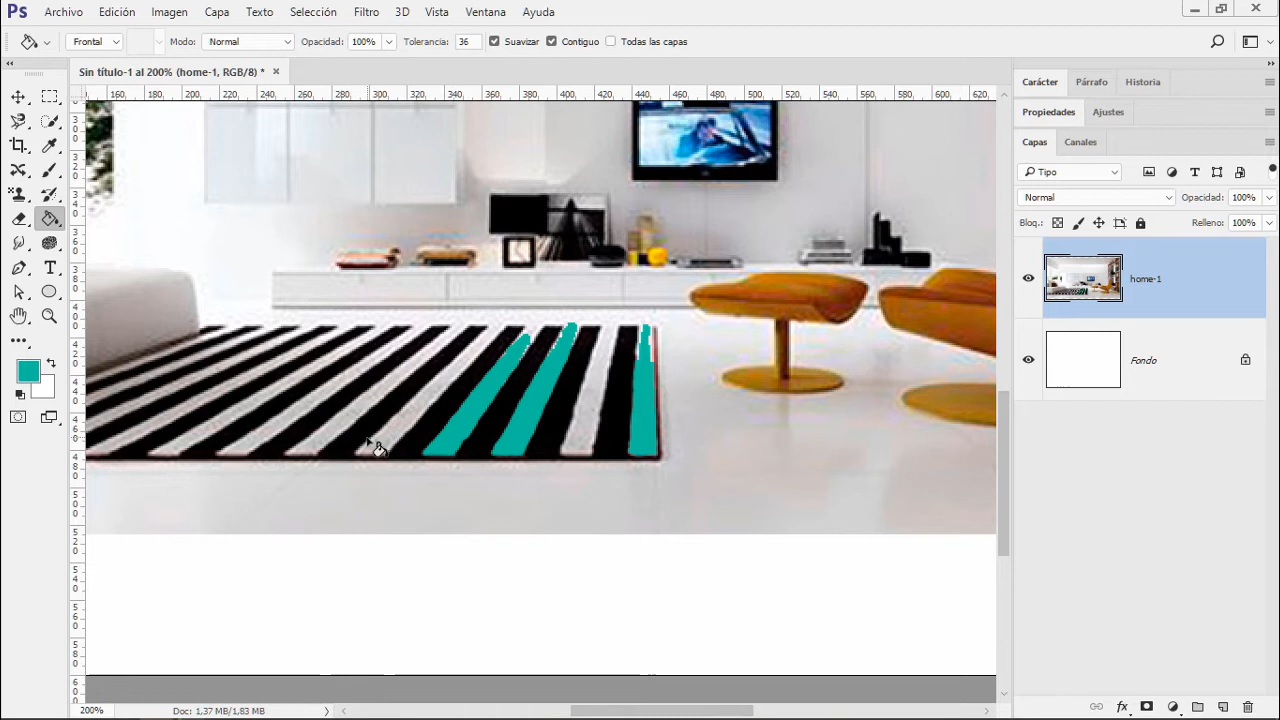 Ps Archivo Edición Imagen Capa Texto Selección Filtro 3D Vista Ventana Ayuda
Frontal Modo: Normal Opacidad: 100% Tolerancia: 36 Suavizar Contiguo Todas las capas
Sin título-1 al 200% (home-1, RGB/8) * ×
160, 180, 200, 220, 240, 260, 280, 300, 320, 340, 360, 380, 400, 420, 440, 460, 480, 500, 520, 540, 560, 580, 600, 620,
Carácter Párrafo Historia
Propiedades Ajustes
Capas Canales
Tipo
Normal Opacidad: 100%
Bloq.: Relleno: 100%
home-1
Fondo
T
200% Doc: 1,37 MB/1,83 MB
fx